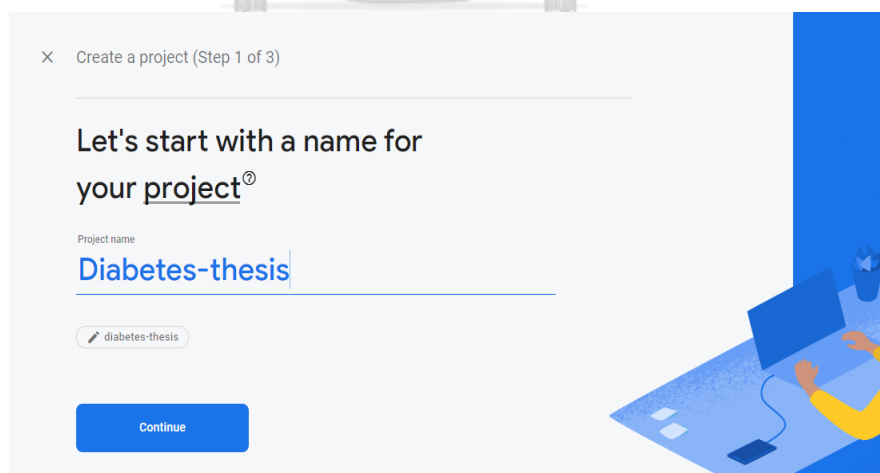 Create a project (Step 1 of 3)
Let's start with a name for
your project
Project name
Diabetes-thesis
diabetes-thesis
Continue